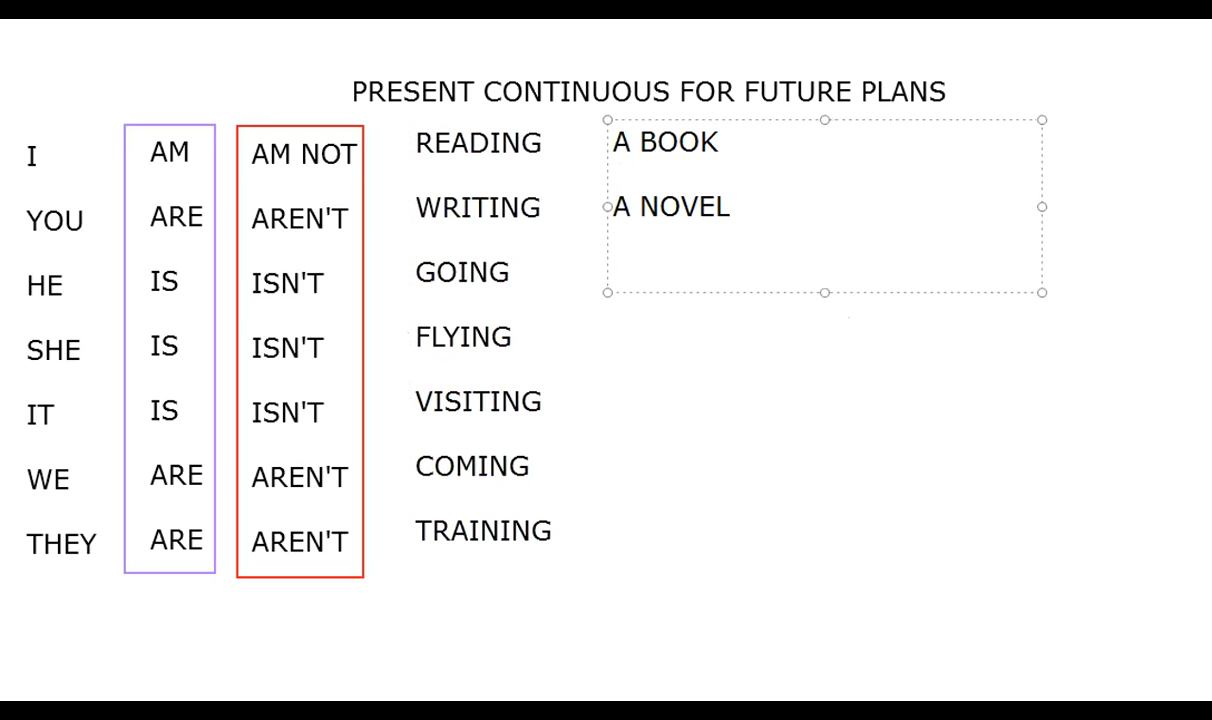 PRESENT CONTINUOUS FOR FUTURE PLANS
I AM AM NOT READING A BOOK
YOU ARE AREN'T WRITING A NOVEL
HE IS ISN'T GOING
SHE IS ISN'T FLYING
IT IS ISN'T VISITING
WE ARE AREN'T COMING
THEY ARE AREN'T TRAINING